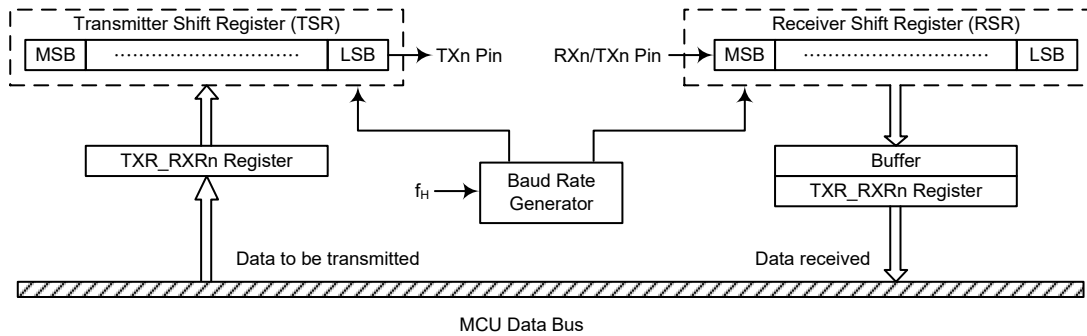 Transmitter Shift Register (TSR)
MSB ........................................ LSB
TXn Pin
Receiver Shift Register (RSR)
RXn/TXn Pin
MSB ........................................ LSB
TXR_RXRn Register
fH
Baud Rate
Generator
Buffer
TXR_RXRn Register
Data to be transmitted
Data received
MCU Data Bus